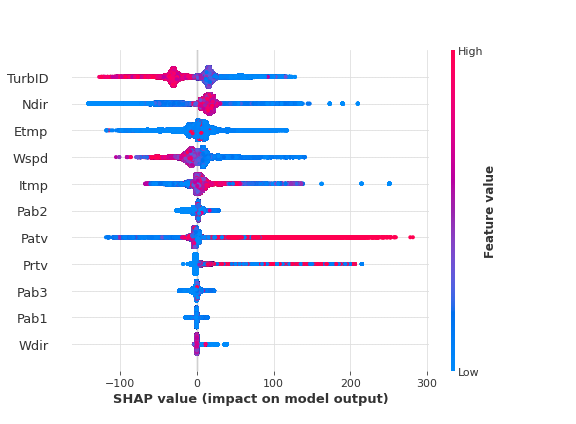 High
TurbID
Ndir
Etmp
Wspd
Itmp
Pab2
Patv
Prtv
Pab3
Pab1
Wdir
Feature value
Low
−100 0 100 200 300
SHAP value (impact on model output)